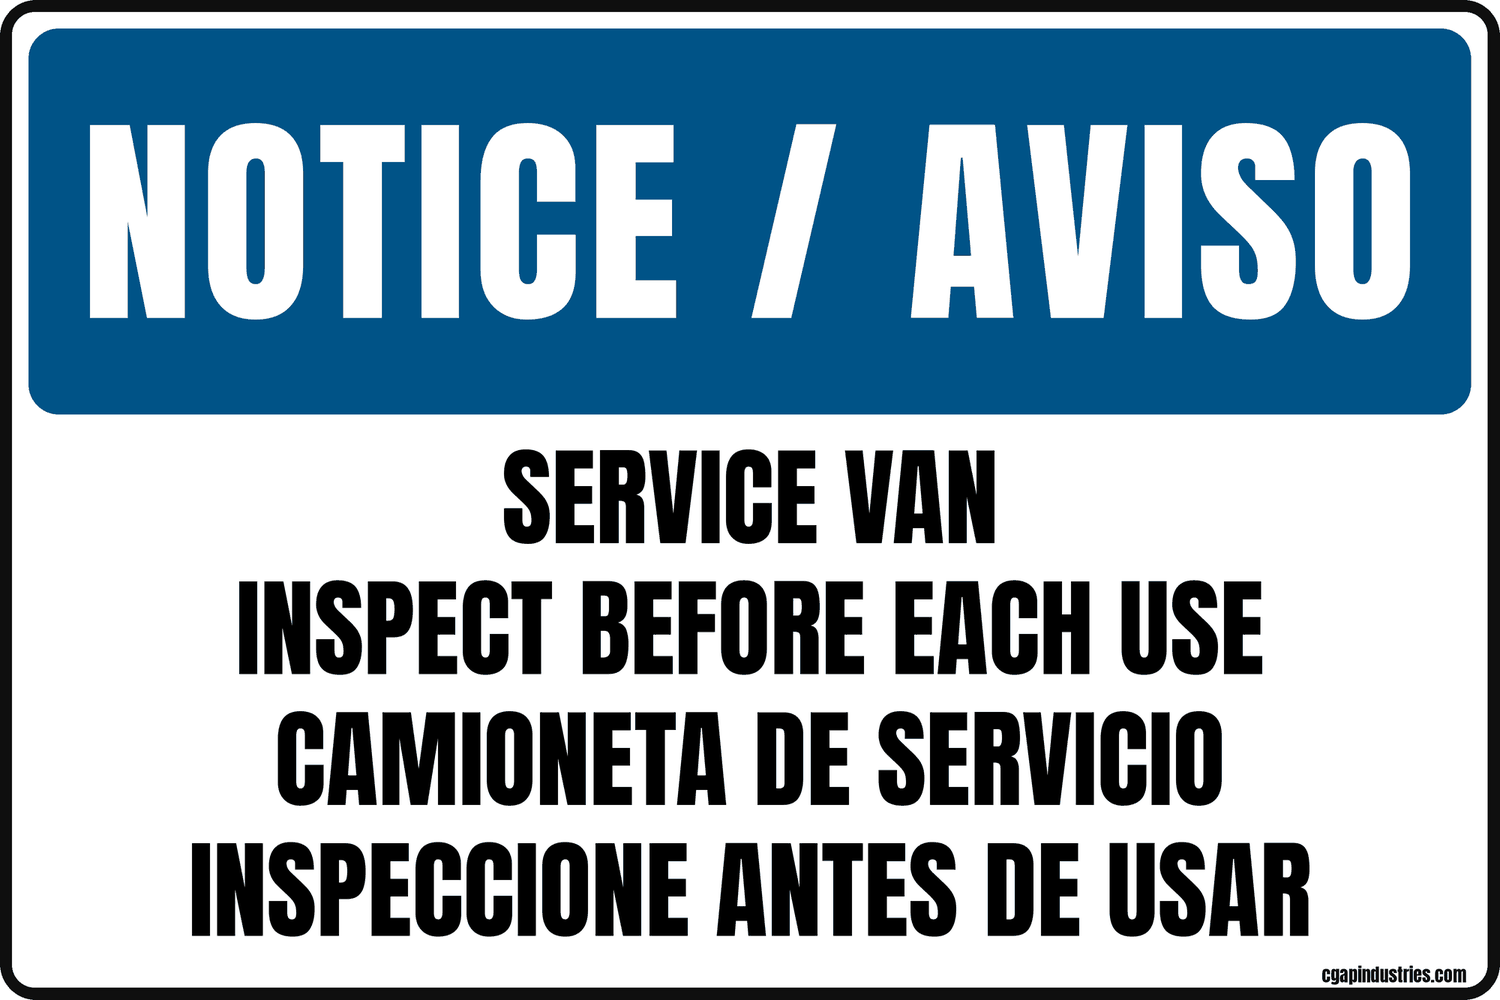 NOTICE / AVISO
SERVICE VAN
INSPECT BEFORE EACH USE
CAMIONETA DE SERVICIO
INSPECCIONE ANTES DE USAR
cgapindustries.com